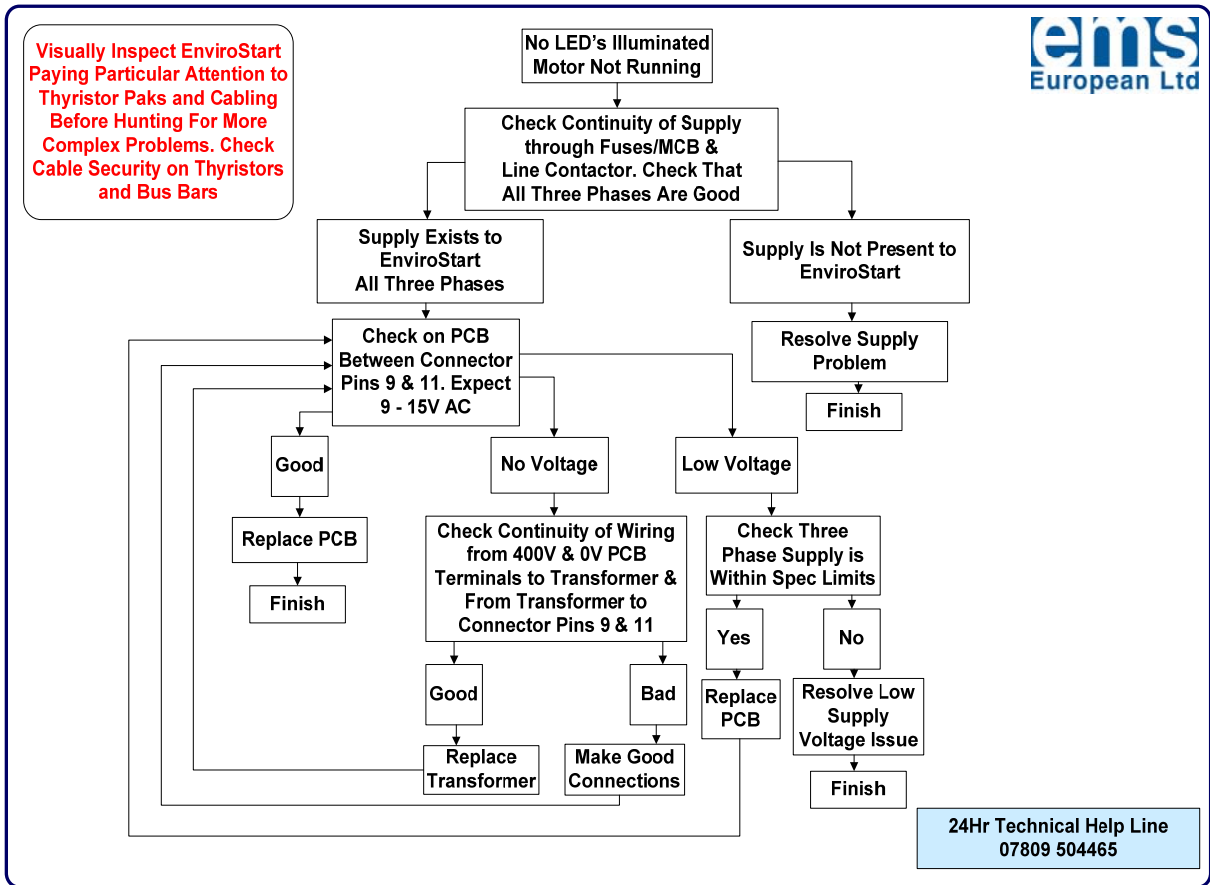 Visually Inspect EnviroStart
Paying Particular Attention to
Thyristor Paks and Cabling
Before Hunting For More
Complex Problems. Check
Cable Security on Thyristors
and Bus Bars
No LED's Illuminated
Motor Not Running
ems
European Ltd
Check Continuity of Supply
through Fuses/MCB &
Line Contactor. Check That
All Three Phases Are Good
Supply Exists to
EnviroStart
All Three Phases
Supply Is Not Present to
EnviroStart
Check on PCB
Between Connector
Pins 9 & 11. Expect
9 - 15V AC
Resolve Supply
Problem
Finish
Good
No Voltage
Low Voltage
Replace PCB
Finish
Check Continuity of Wiring
from 400V & 0V PCB
Terminals to Transformer &
From Transformer to
Connector Pins 9 & 11
Check Three
Phase Supply is
Within Spec Limits
Yes
No
Good
Bad
Replace
PCB
Resolve Low
Supply
Voltage Issue
Replace
Transformer
Make Good
Connections
Finish
24Hr Technical Help Line
07809 504465